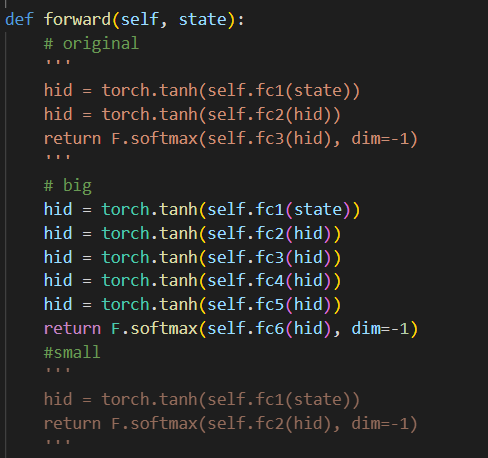 def forward(self, state):
    # original
    '''
    hid = torch.tanh(self.fc1(state))
    hid = torch.tanh(self.fc2(hid))
    return F.softmax(self.fc3(hid), dim=-1)
    '''
    # big
    hid = torch.tanh(self.fc1(state))
    hid = torch.tanh(self.fc2(hid))
    hid = torch.tanh(self.fc3(hid))
    hid = torch.tanh(self.fc4(hid))
    hid = torch.tanh(self.fc5(hid))
    return F.softmax(self.fc6(hid), dim=-1)
    #small
    '''
    hid = torch.tanh(self.fc1(state))
    return F.softmax(self.fc2(hid), dim=-1)
    '''